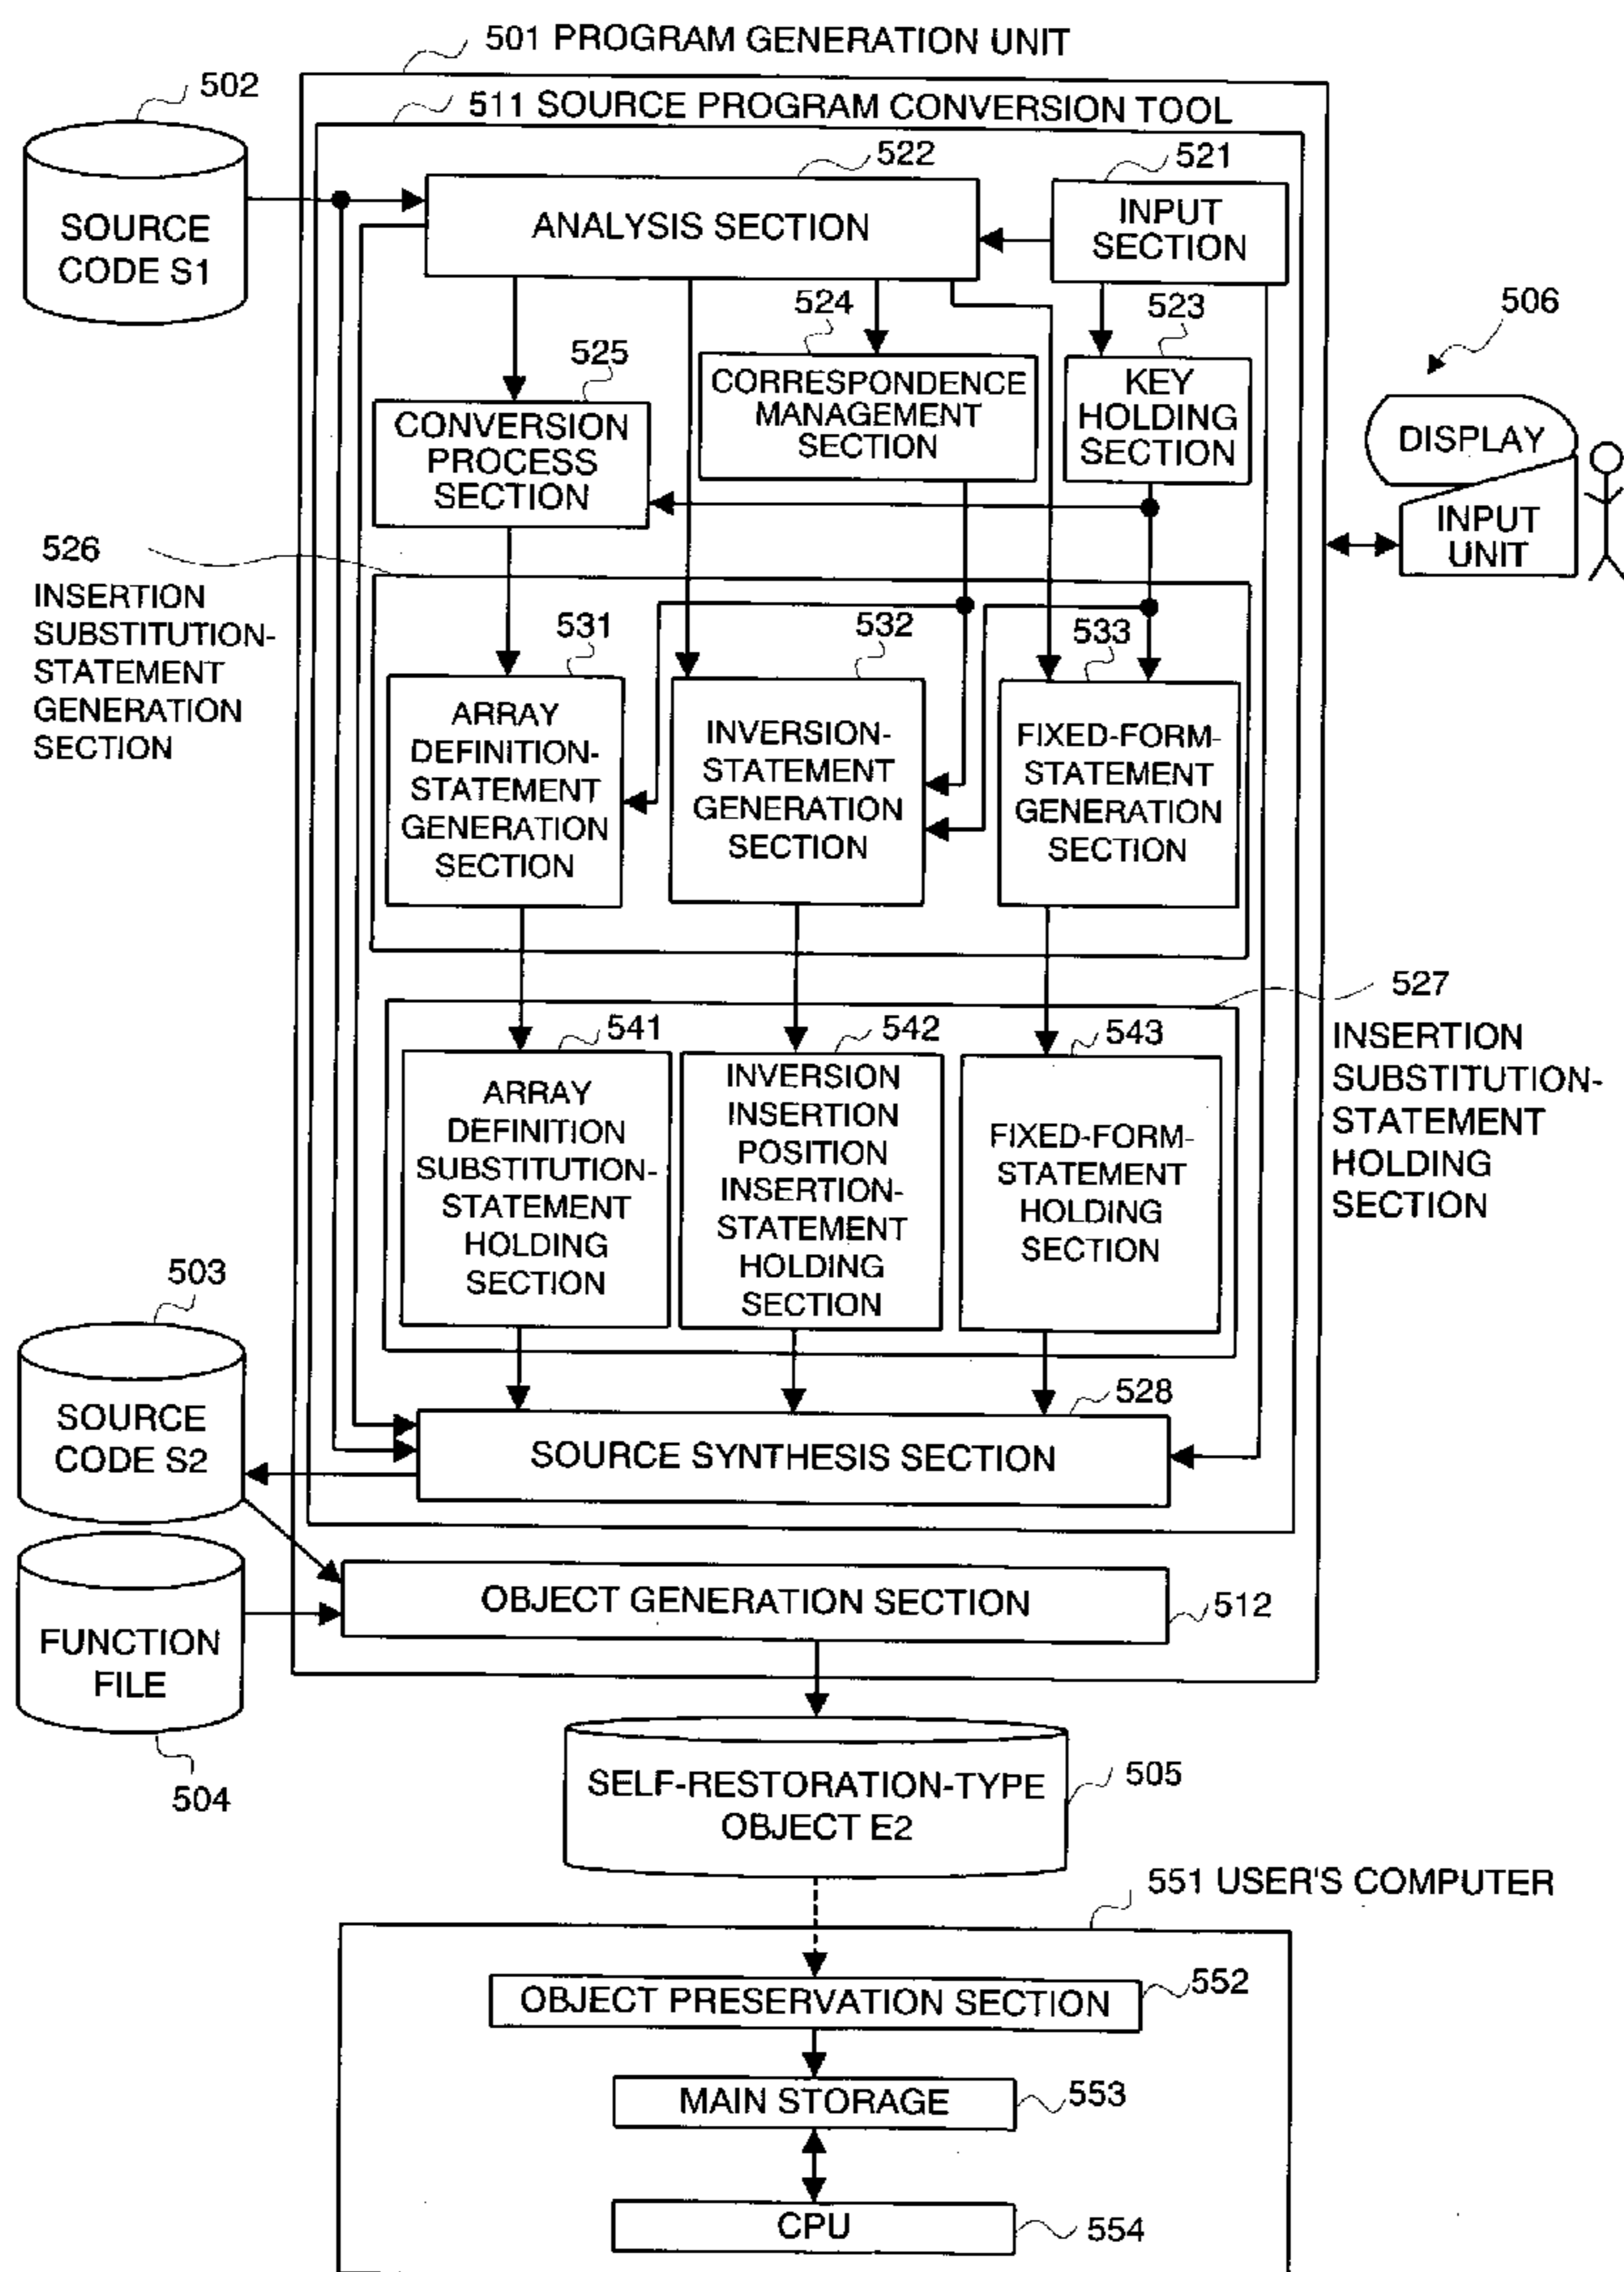 501 PROGRAM GENERATION UNIT
502
511 SOURCE PROGRAM CONVERSION TOOL
522
521
SOURCE
CODE S1
ANALYSIS SECTION
INPUT
SECTION
524
523
506
525
CORRESPONDENCE
MANAGEMENT
SECTION
KEY
HOLDING
SECTION
DISPLAY
INPUT
UNIT
CONVERSION
PROCESS
SECTION
526
INSERTION
SUBSTITUTION-
STATEMENT
GENERATION
SECTION
531
532
533
ARRAY
DEFINITION-
STATEMENT
GENERATION
SECTION
INVERSION-
STATEMENT
GENERATION
SECTION
FIXED-FORM-
STATEMENT
GENERATION
SECTION
527
INSERTION
SUBSTITUTION-
STATEMENT
HOLDING
SECTION
541
542
543
ARRAY
DEFINITION
SUBSTITUTION-
STATEMENT
HOLDING
SECTION
INVERSION
INSERTION
POSITION
INSERTION-
STATEMENT
HOLDING
SECTION
FIXED-FORM-
STATEMENT
HOLDING
SECTION
503
528
SOURCE
CODE S2
SOURCE SYNTHESIS SECTION
OBJECT GENERATION SECTION
512
FUNCTION
FILE
504
SELF-RESTORATION-TYPE
OBJECT E2
505
551 USER'S COMPUTER
OBJECT PRESERVATION SECTION
552
MAIN STORAGE
553
CPU
554